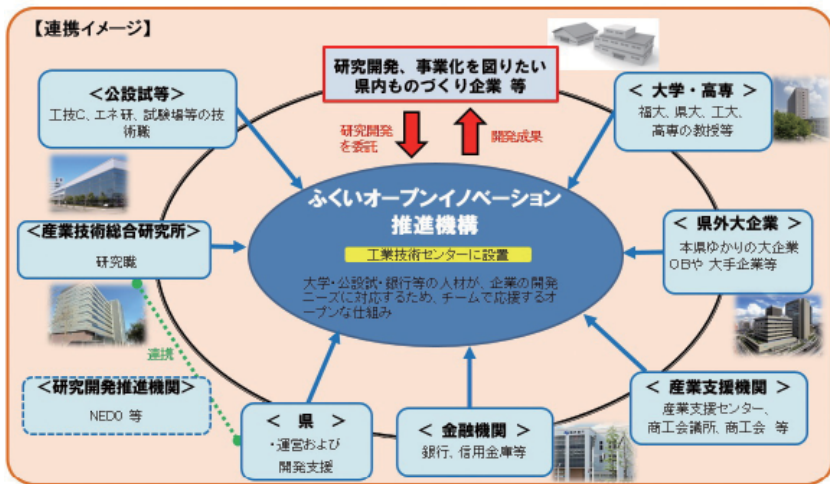 【連携イメージ】
研究開発、事業化を図りたい
県内ものづくり企業 等
＜公設試等＞
工技C、エネ研、試験場等の技
術職
＜ 大学・高専 ＞
福大、県大、工大、
高専の教授等
研究開発
を委託
開発成果
ふくいオープンイノベーション
推進機構
工業技術センターに設置
大学・公設試・銀行等の人材が、企業の開発
ニーズに対応するため、チームで応援するオ
ープンな仕組み
＜産業技術総合研究所＞
研究職
＜ 県外大企業 ＞
本県ゆかりの大企業
OBや 大手企業等
連携
＜研究開発推進機関＞
NEDO 等
＜ 県 ＞
・運営および
開発支援
＜ 金融機関 ＞
銀行、信用金庫等
＜ 産業支援機関 ＞
産業支援センター、
商工会議所、商工会 等